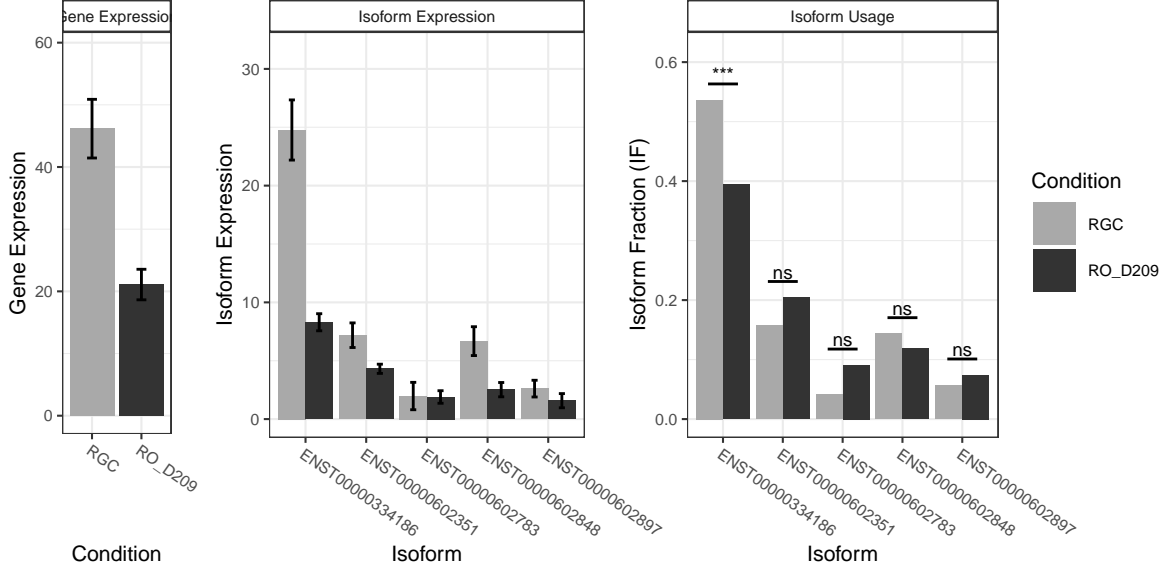 Gene Expression
Isoform Expression
Isoform Usage
Gene Expression
60
40
20
0
RGC
RO_D209
Condition
Isoform Expression
30
20
10
0
ENST00000334186
ENST00000602351
ENST00000602783
ENST00000602848
ENST00000602897
Isoform
Isoform Fraction (IF)
0.6
0.4
0.2
0.0
***
ns
ns
ns
ns
ENST00000334186
ENST00000602351
ENST00000602783
ENST00000602848
ENST00000602897
Isoform
Condition
RGC
RO_D209